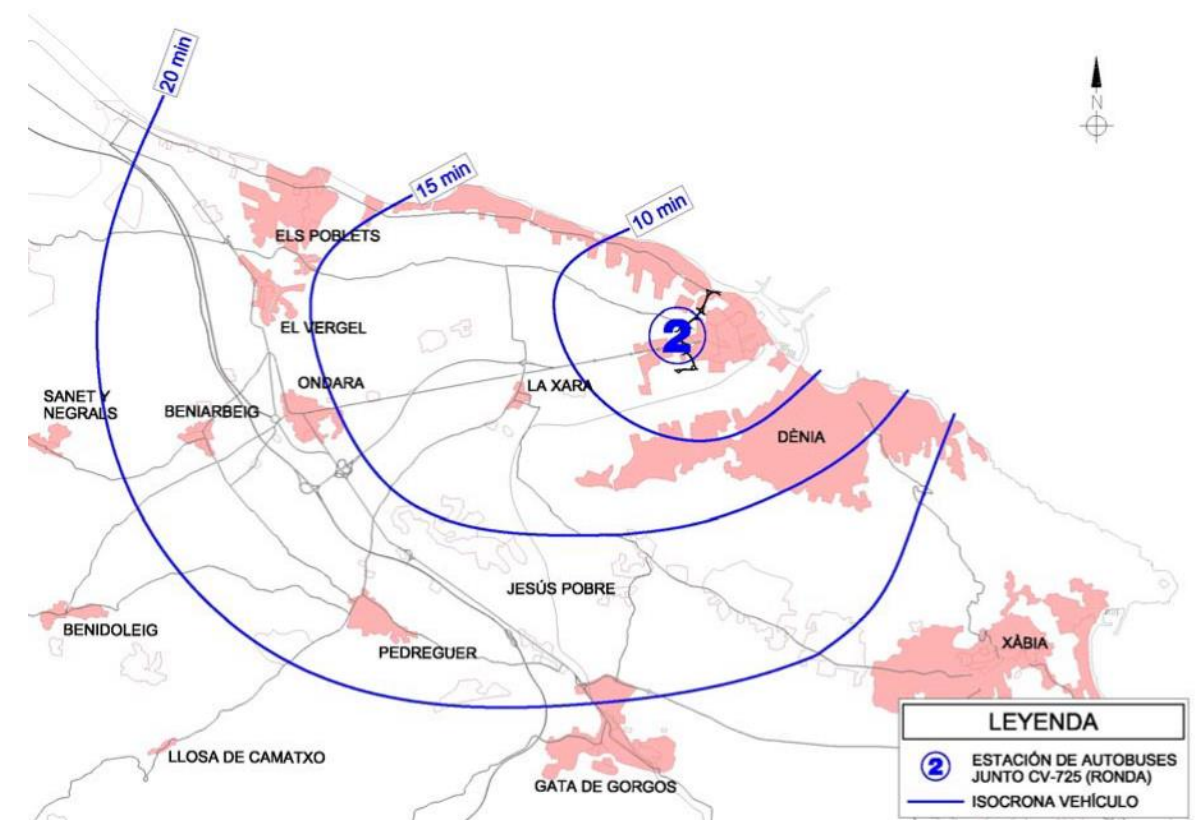 20 min
15 min
10 min
N
ELS POBLETS
2
EL VERGEL
ONDARA
LA XARA
SANET Y
NEGRALS
BENIARBEIG
DÈNIA
JESÚS POBRE
BENIDOLEIG
PEDREGUER
XÀBIA
LLOSA DE CAMATXO
GATA DE GORGOS
LEYENDA
2 ESTACIÓN DE AUTOBUSES
JUNTO CV-725 (RONDA)
ISOCRONA VEHÍCULO